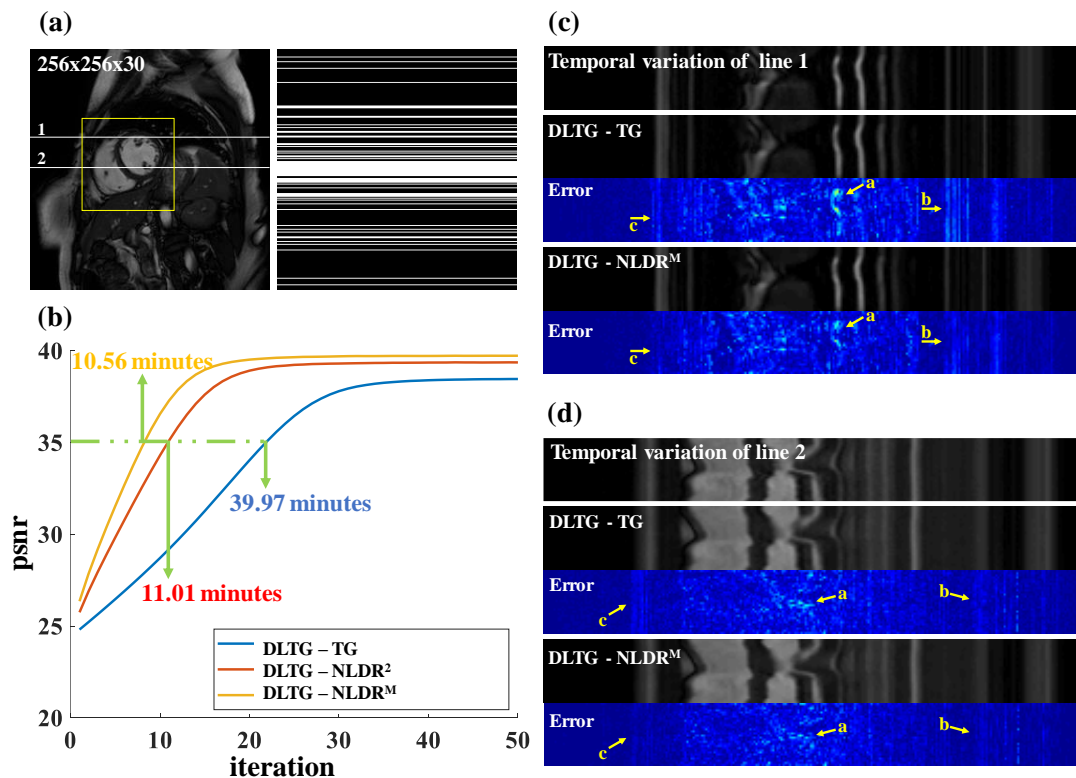 (a)
256x256x30
1
2
(b)
psnr
40
35
30
25
20
10.56 minutes
39.97 minutes
11.01 minutes
DLTG – TG
DLTG – NLDR²
DLTG – NLDRᴹ
0 10 20 30 40 50
iteration
(c)
Temporal variation of line 1
DLTG - TG
Error
a
b
c
DLTG - NLDRᴹ
Error
a
b
c
(d)
Temporal variation of line 2
DLTG - TG
Error
a
b
c
DLTG - NLDRᴹ
Error
a
b
c